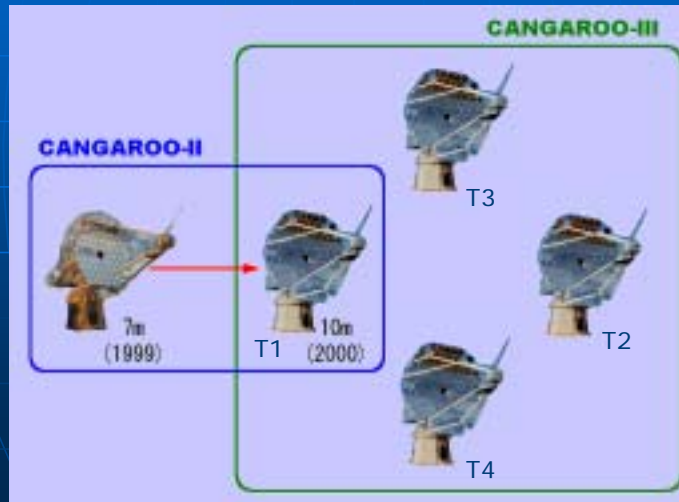 CANGAROO-III
CANGAROO-II
T3
7m
(1999)
T1
10m
(2000)
T2
T4